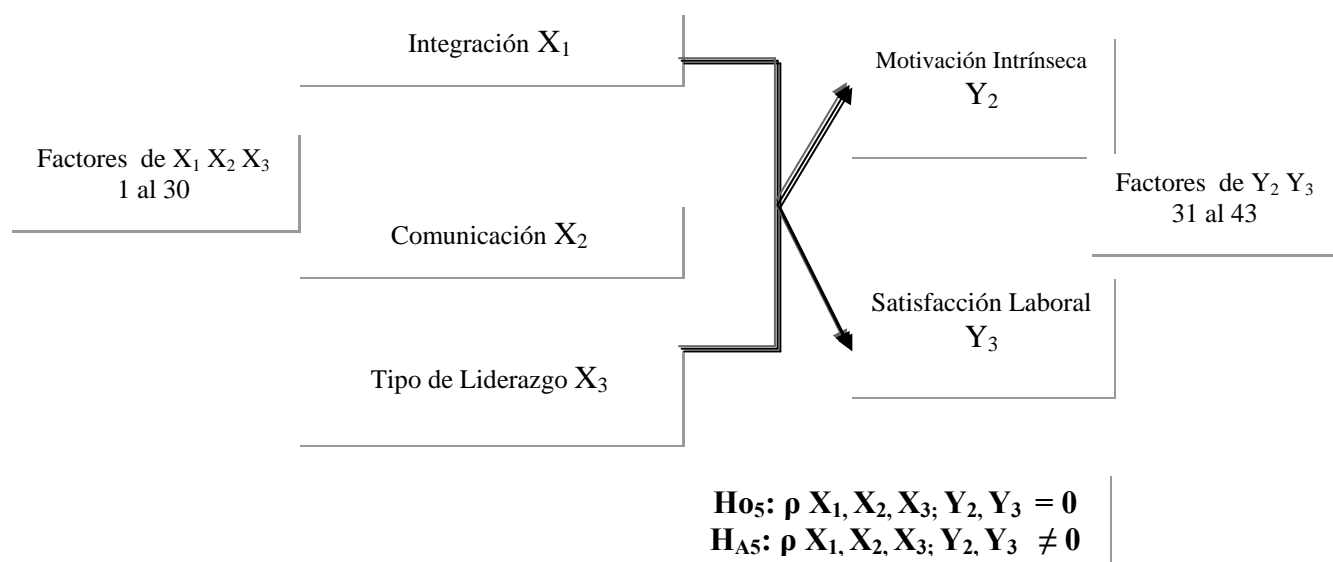 Integración X₁
Factores de X₁ X₂ X₃
1 al 30
Comunicación X₂
Tipo de Liderazgo X₃
Motivación Intrínseca
Y₂
Satisfacción Laboral
Y₃
Factores de Y₂ Y₃
31 al 43
Ho₅: ρ X₁, X₂, X₃; Y₂, Y₃ = 0
H_A5: ρ X₁, X₂, X₃; Y₂, Y₃ ≠ 0